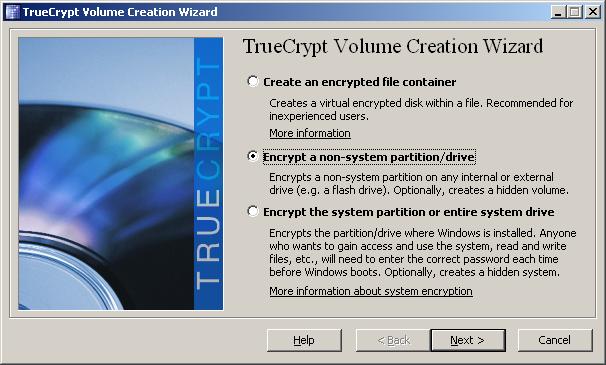 TrueCrypt Volume Creation Wizard
TRUECRYPT
TrueCrypt Volume Creation Wizard
Create an encrypted file container
Creates a virtual encrypted disk within a file. Recommended for
inexperienced users.
More information
Encrypt a non-system partition/drive
Encrypts a non-system partition on any internal or external
drive (e.g. a flash drive). Optionally, creates a hidden volume.
Encrypt the system partition or entire system drive
Encrypts the partition/drive where Windows is installed. Anyone
who wants to gain access and use the system, read and write
files, etc., will need to enter the correct password each time
before Windows boots. Optionally, creates a hidden system.
More information about system encryption
Help
< Back
Next >
Cancel